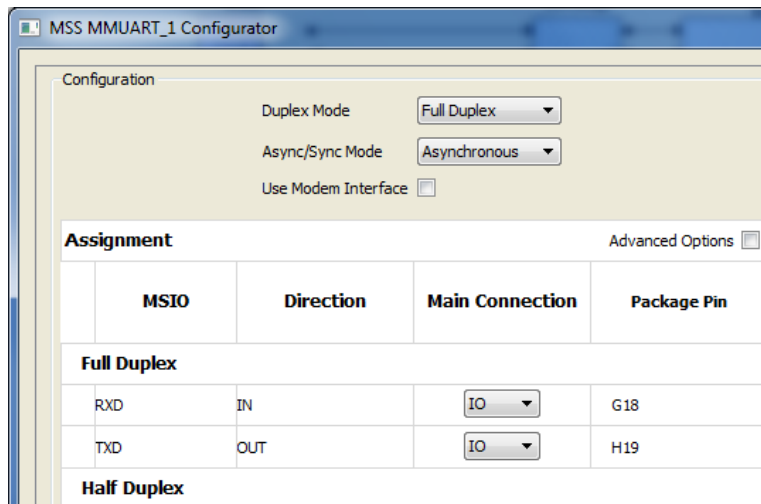 MSS MMUART_1 Configurator
Configuration
Duplex Mode Full Duplex
Async/Sync Mode Asynchronous
Use Modem Interface
Assignment Advanced Options
MSIO Direction Main Connection Package Pin
Full Duplex
RXD IN IO G18
TXD OUT IO H19
Half Duplex